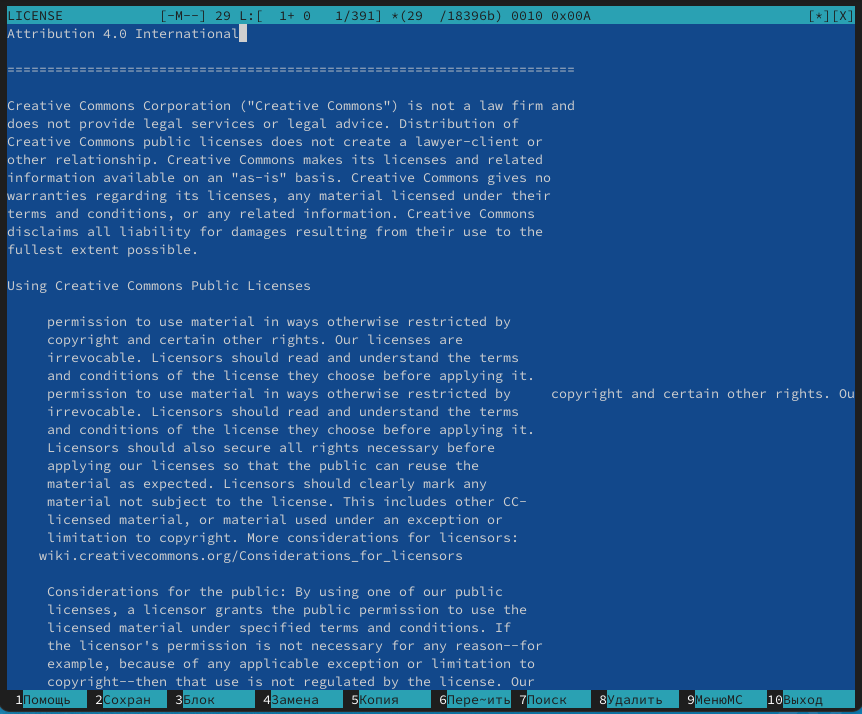 LICENSE [-M--] 29 L:[ 1+ 0 1/391] *(29 /18396b) 0010 0x00A [*][X]
Attribution 4.0 International
=======================================================================
Creative Commons Corporation ("Creative Commons") is not a law firm and
does not provide legal services or legal advice. Distribution of
Creative Commons public licenses does not create a lawyer-client or
other relationship. Creative Commons makes its licenses and related
information available on an "as-is" basis. Creative Commons gives no
warranties regarding its licenses, any material licensed under their
terms and conditions, or any related information. Creative Commons
disclaims all liability for damages resulting from their use to the
fullest extent possible.
Using Creative Commons Public Licenses
permission to use material in ways otherwise restricted by
copyright and certain other rights. Our licenses are
irrevocable. Licensors should read and understand the terms
and conditions of the license they choose before applying it.
permission to use material in ways otherwise restricted by copyright and certain other rights. Ou
irrevocable. Licensors should read and understand the terms
and conditions of the license they choose before applying it.
Licensors should also secure all rights necessary before
applying our licenses so that the public can reuse the
material as expected. Licensors should clearly mark any
material not subject to the license. This includes other CC-
licensed material, or material used under an exception or
limitation to copyright. More considerations for licensors:
wiki.creativecommons.org/Considerations_for_licensors
Considerations for the public: By using one of our public
licenses, a licensor grants the public permission to use the
licensed material under specified terms and conditions. If
the licensor's permission is not necessary for any reason--for
example, because of any applicable exception or limitation to
copyright--then that use is not regulated by the license. Our
1Помощь 2Сохран 3Блок 4Замена 5Копия 6Пере~ить 7Поиск 8Удалить 9МенюMC 10Выход